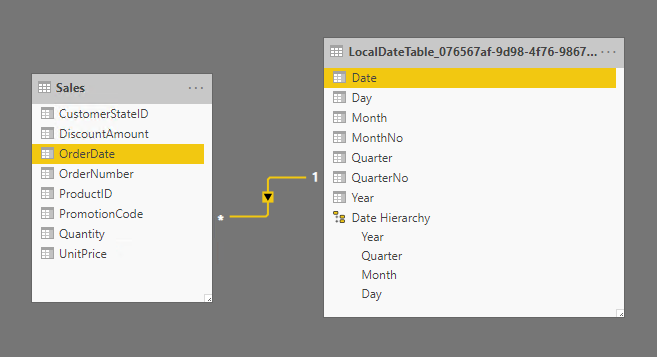 Sales
CustomerStateID
DiscountAmount
OrderDate
OrderNumber
ProductID
PromotionCode
Quantity
UnitPrice
*
1
LocalDateTable_076567af-9d98-4f76-9867...
Date
Day
Month
MonthNo
Quarter
QuarterNo
Year
Date Hierarchy
Year
Quarter
Month
Day